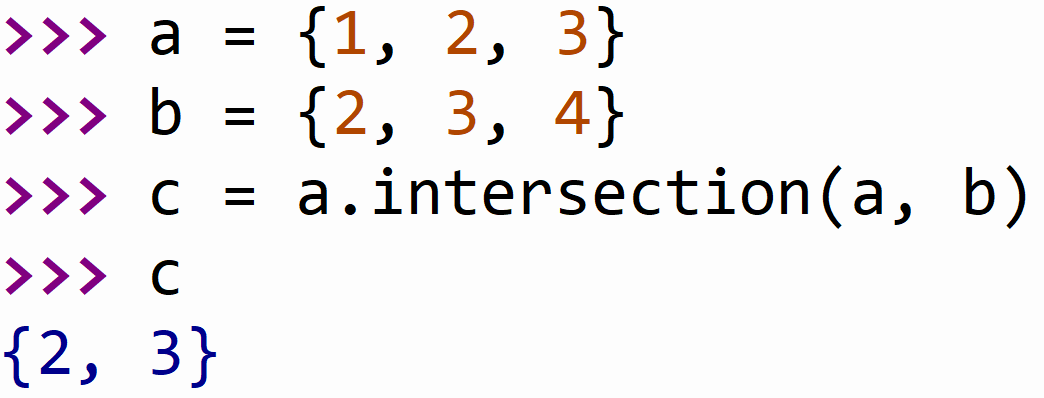 >>> a = {1, 2, 3}
>>> b = {2, 3, 4}
>>> c = a.intersection(a, b)
>>> c
{2, 3}